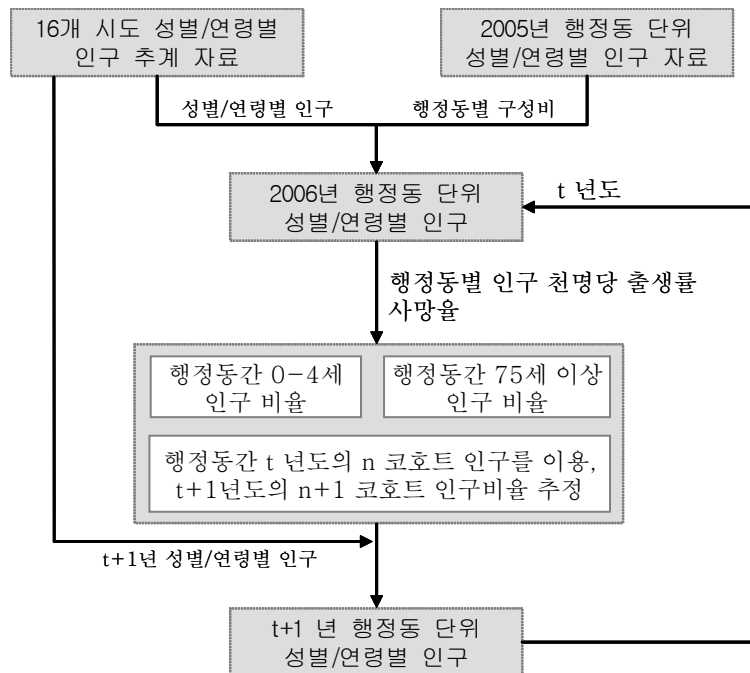 16개 시도 성별/연령별
인구 추계 자료
2005년 행정동 단위
성별/연령별 인구 자료
성별/연령별 인구
행정동별 구성비
2006년 행정동 단위
성별/연령별 인구
t 년도
행정동별 인구 천명당 출생률
사망율
행정동간 0-4세
인구 비율
행정동간 75세 이상
인구 비율
행정동간 t 년도의 n 코호트 인구를 이용,
t+1년도의 n+1 코호트 인구비율 추정
t+1년 성별/연령별 인구
t+1 년 행정동 단위
성별/연령별 인구